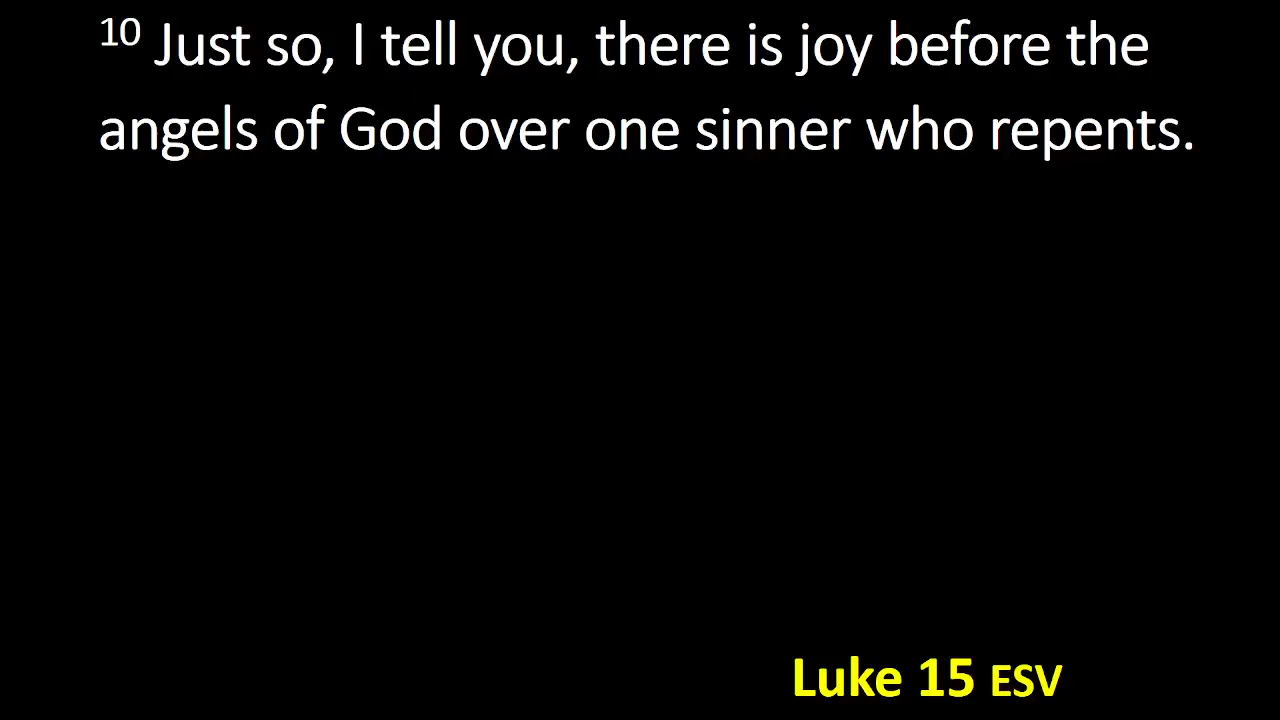 10 Just so, I tell you, there is joy before the
angels of God over one sinner who repents.
Luke 15 ESV